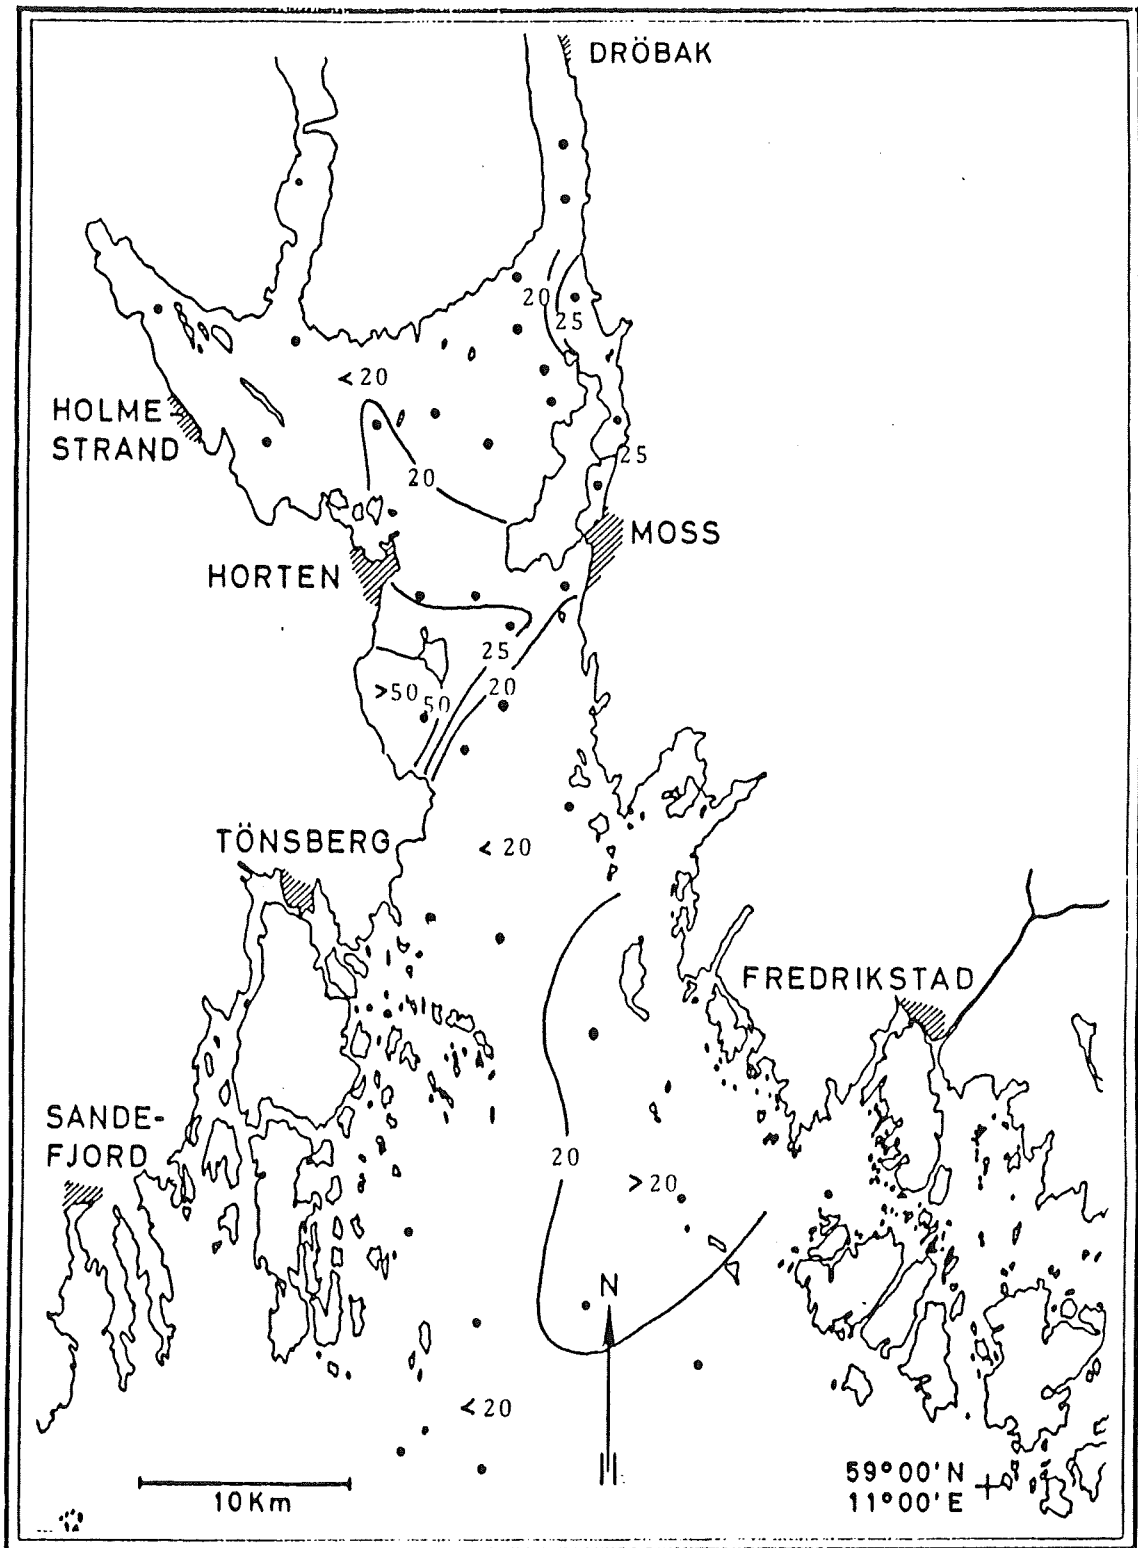 DRÖBAK
20
25
< 20
HOLME-
STRAND
25
20
MOSS
HORTEN
25
>50
50
20
TÖNSBERG
< 20
FREDRIKSTAD
SANDE-
FJORD
20
> 20
N
< 20
59°00'N
11°00'E
10Km